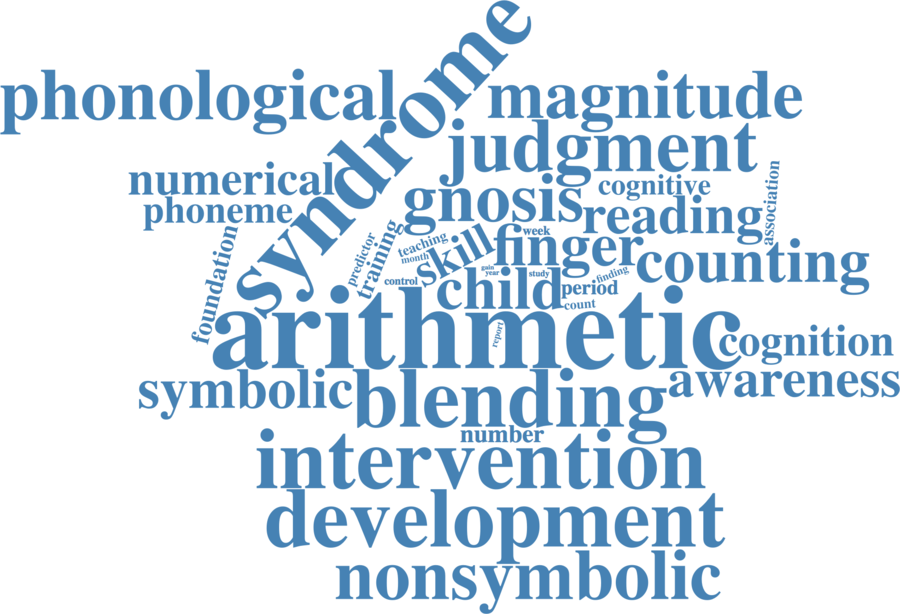 syndrome
phonological
magnitude
judgment
numerical
gnosis
cognitive
association
phoneme
reading
foundation
predictor
training
teaching
month
skill
week
finger
counting
control
child
gain
year
study
finding
period
count
arithmetic
report
cognition
symbolic
blending
awareness
number
intervention
development
nonsymbolic